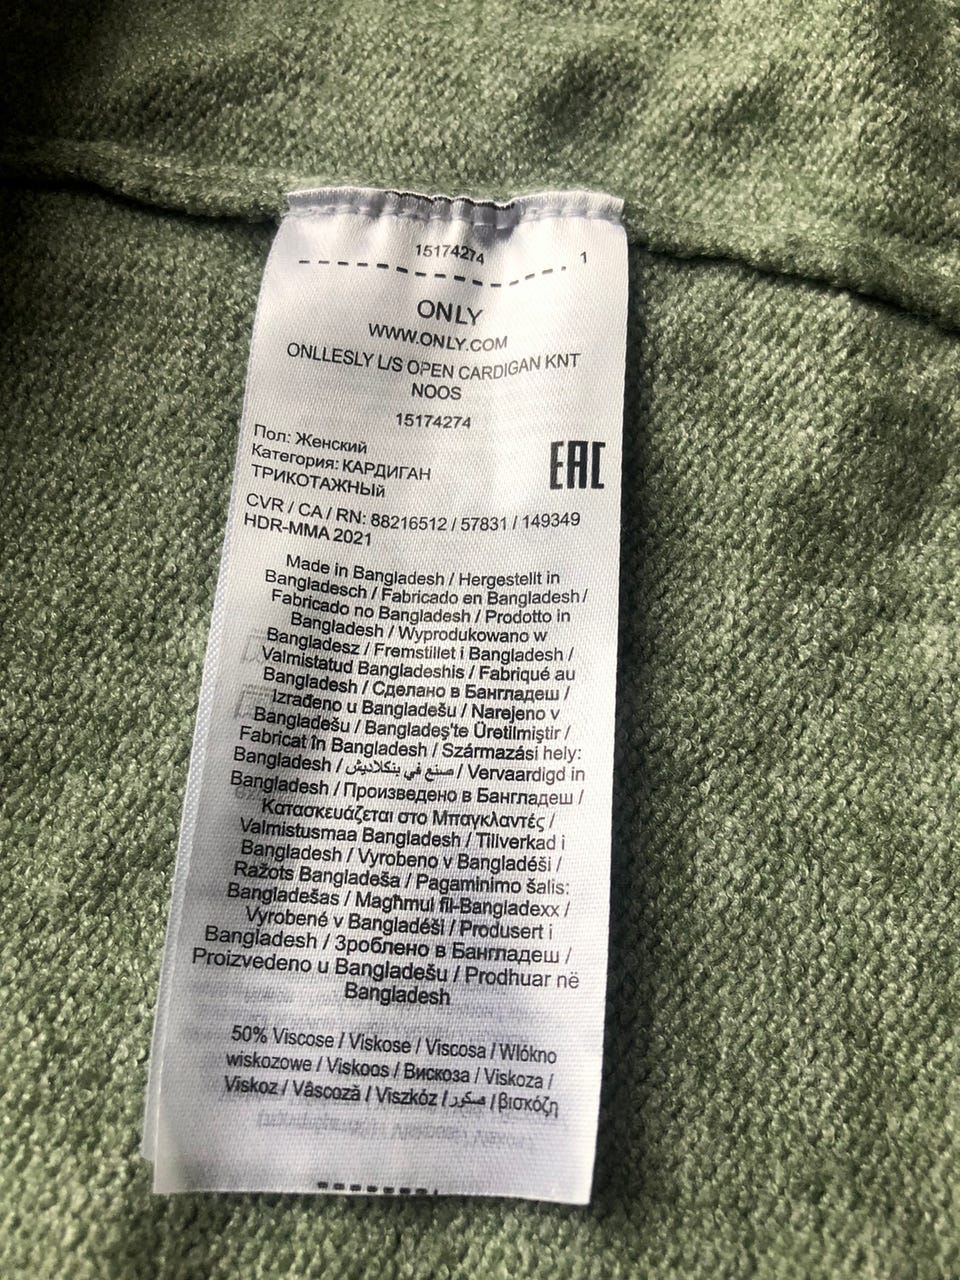 15174274
1
ONLY
WWW.ONLY.COM
ONLLESLY L/S OPEN CARDIGAN KNT
NOOS
15174274
Пол: Женский
Категория: КАРДИГАН
ТРИКОТАЖНЫЙ
EAC
CVR / CA / RN: 88216512 / 57831 / 149349
HDR-MMA 2021
Made in Bangladesh / Hergestellt in
Bangladesch / Fabricado en Bangladesh /
Fabricado no Bangladesh / Prodotto in
Bangladesh / Wyprodukowano w
Bangladesz / Fremstillet i Bangladesh /
Valmistatud Bangladeshis / Fabriqué au
Bangladesh / Сделано в Бангладеш /
Izrađeno u Bangladešu / Narejeno v
Bangladešu / Bangladeş'te Üretilmiştir /
Fabricat în Bangladesh / Származási hely:
Bangladesh / صنع في بنكلاديش / Vervaardigd in
Bangladesh / Произведено в Бангладеш /
Κατασκευάζεται στο Μπαγκλαντές /
Valmistusmaa Bangladesh / Tillverkad i
Bangladesh / Vyrobeno v Bangladéši /
Ražots Bangladeša / Pagaminimo šalis:
Bangladešas / Magħmul fil-Bangladexx /
Vyrobené v Bangladéši / Produsert i
Bangladesh / Зроблено в Бангладеш /
Proizvedeno u Bangladešu / Prodhuar në
Bangladesh
50% Viscose / Viskose / Viscosa / Włókno
wiskozowe / Viskoos / Вискоза / Viskoza /
Viskoz / Vâscoză / Viszkóz / / βισκόζη